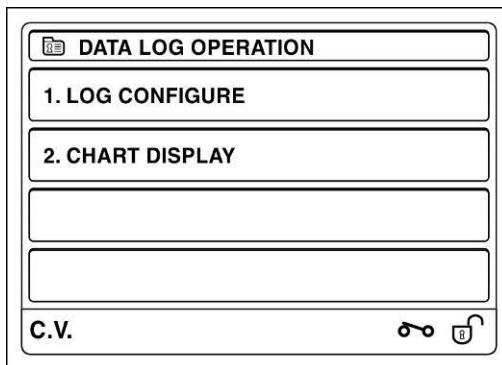 DATA LOG OPERATION
1. LOG CONFIGURE
2. CHART DISPLAY
C.V.